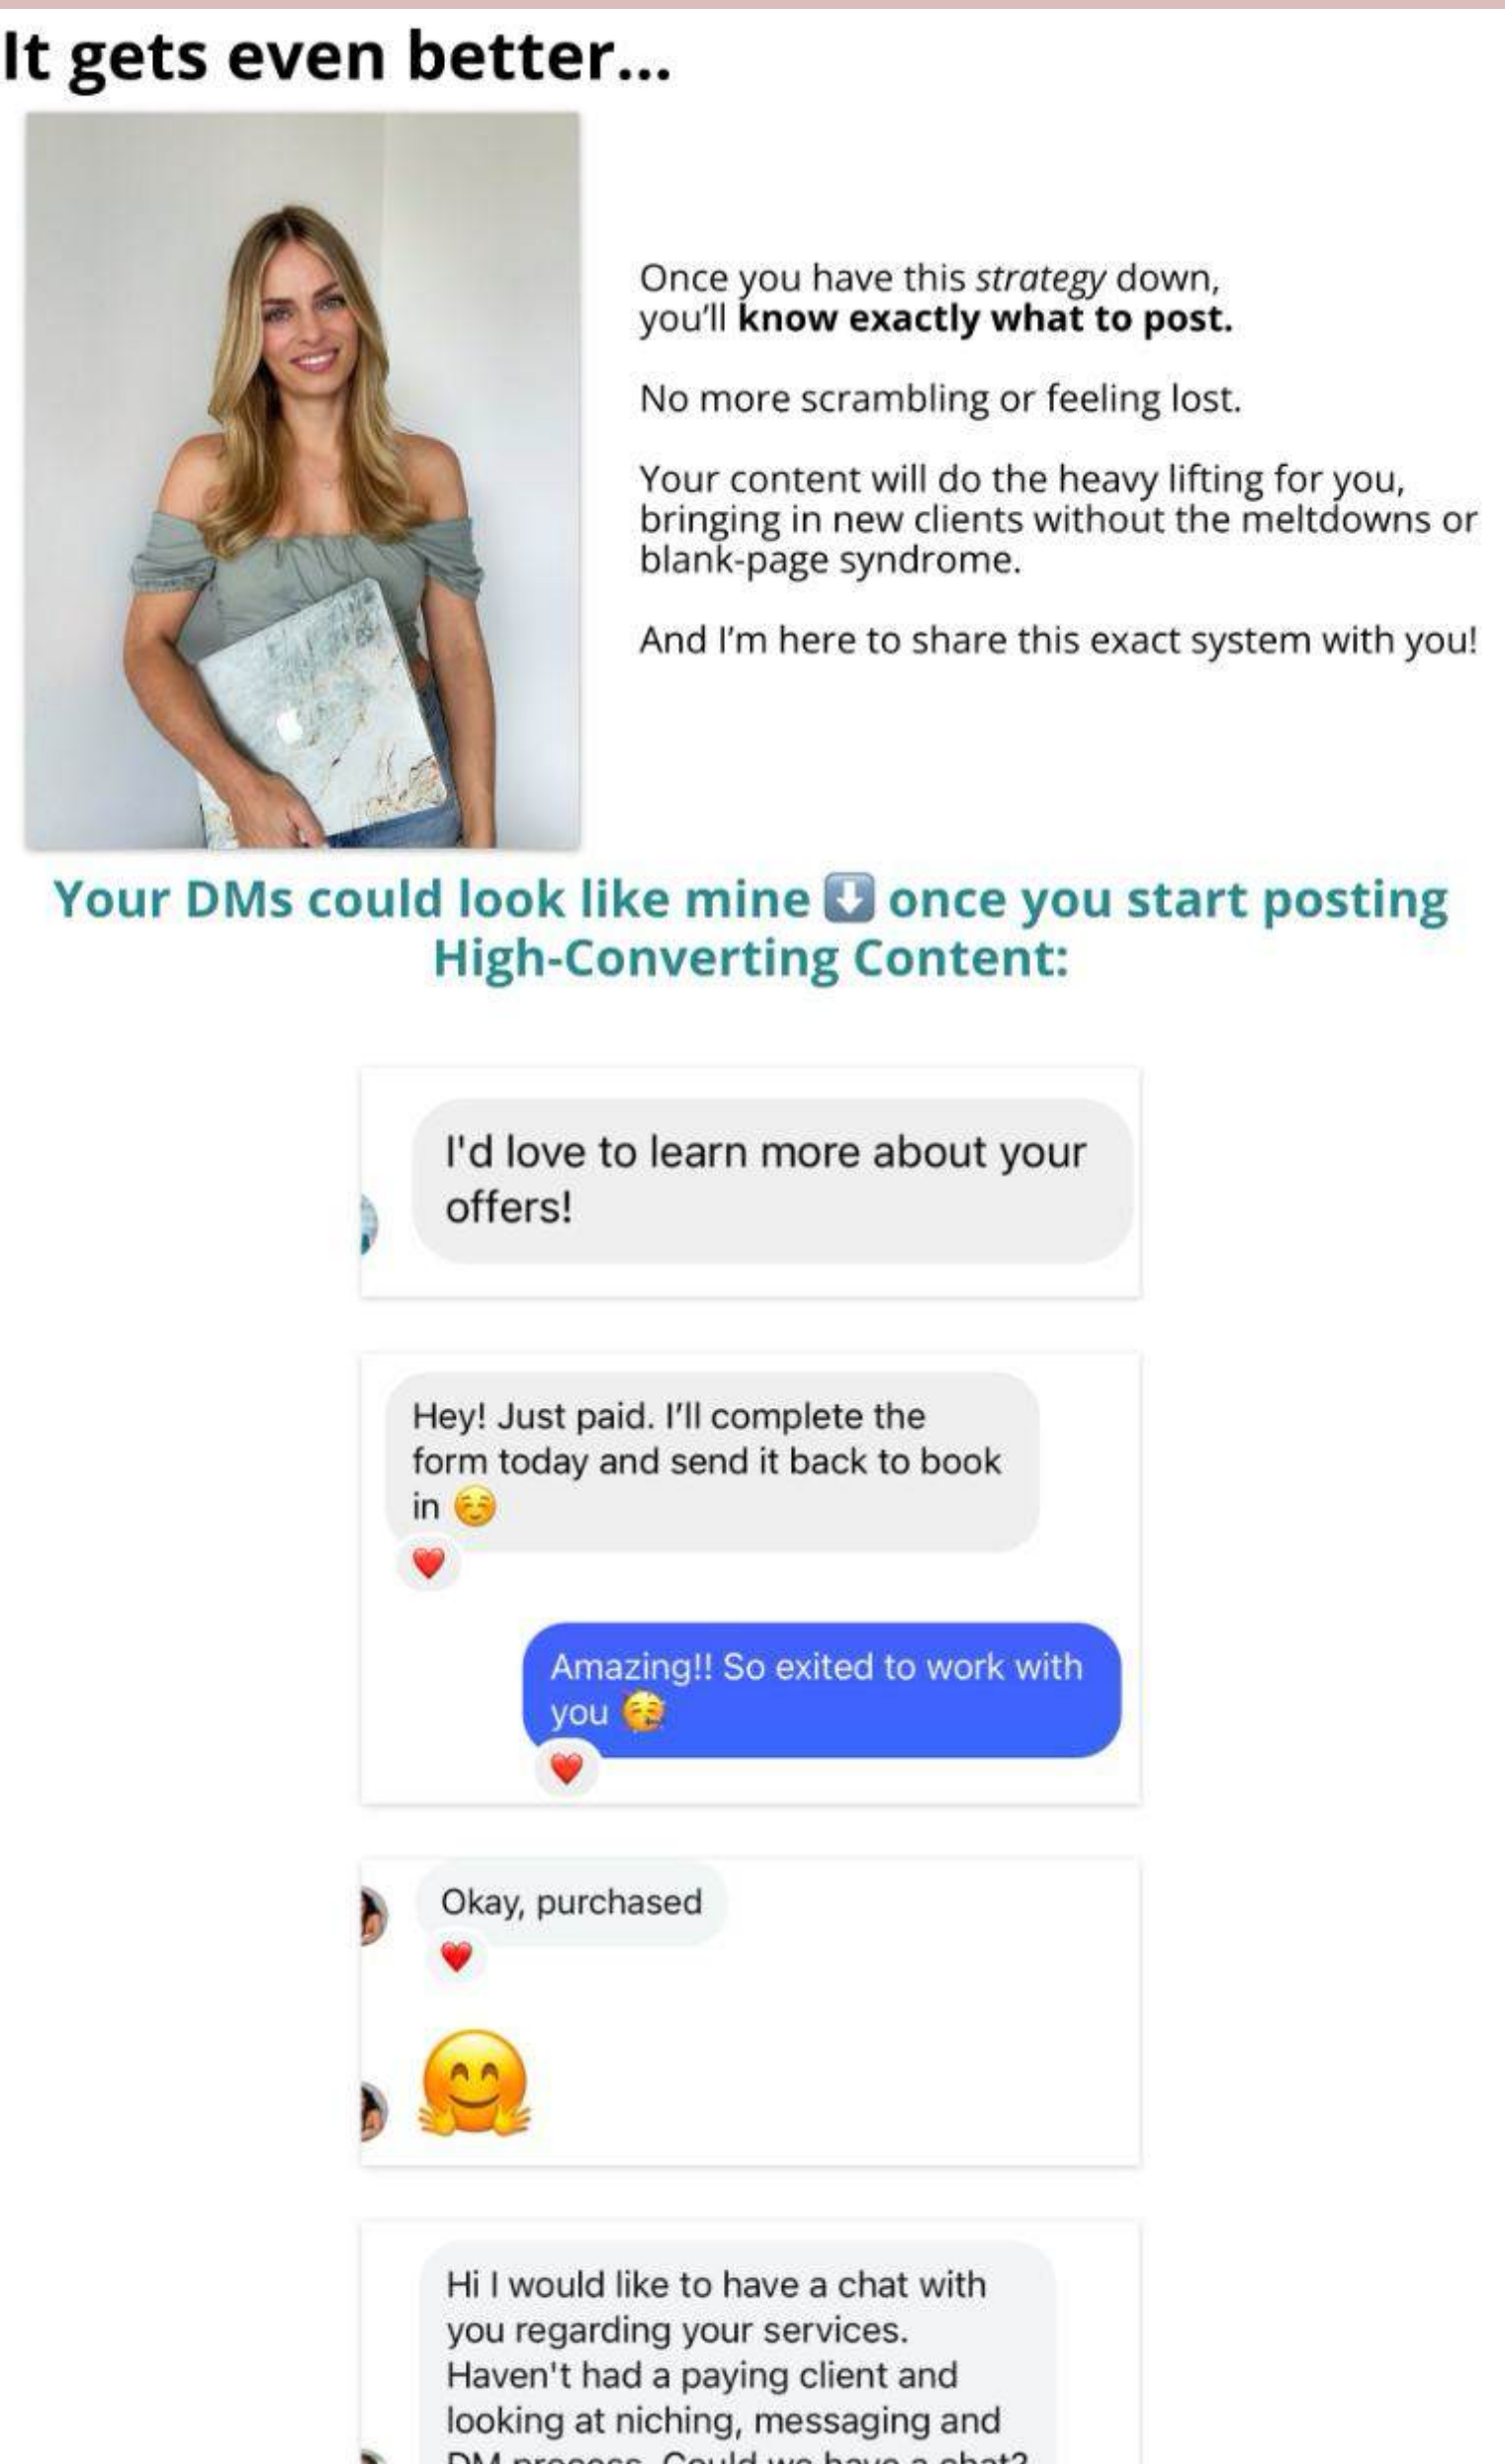 It gets even better...
Once you have this strategy down,
you'll know exactly what to post.
No more scrambling or feeling lost.
Your content will do the heavy lifting for you,
bringing in new clients without the meltdowns or
blank-page syndrome.
And I'm here to share this exact system with you!
Your DMs could look like mine ⬇️ once you start posting
High-Converting Content:
I'd love to learn more about your
offers!
Hey! Just paid. I'll complete the
form today and send it back to book
in ☺️
Amazing!! So exited to work with
you 🥳
Okay, purchased
Hi I would like to have a chat with
you regarding your services.
Haven't had a paying client and
looking at niching, messaging and
DM process. Could we have a chat?